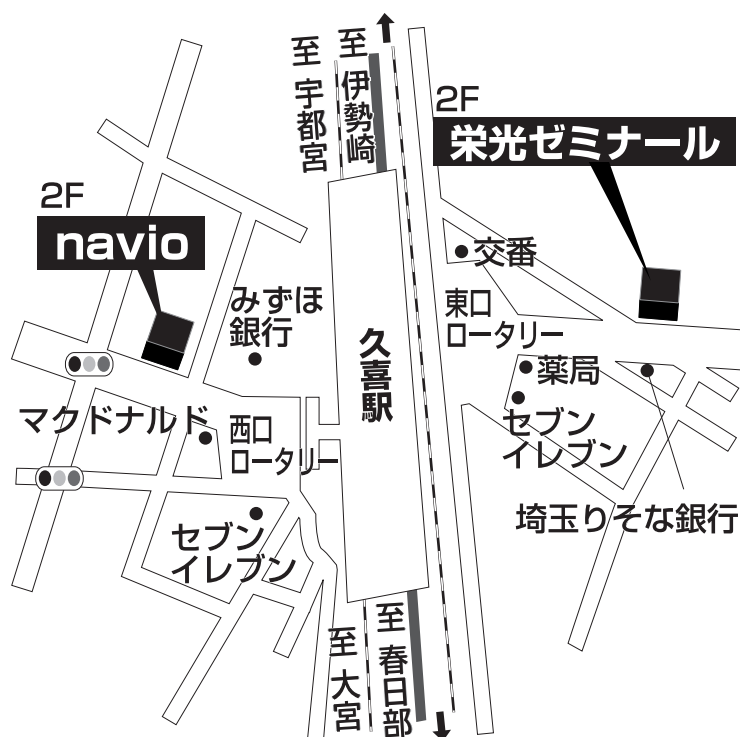 至 宇都宮
至 伊勢崎
2F
栄光ゼミナール
2F
navio
交番
みずほ
銀行
東口
ロータリー
久喜駅
薬局
マクドナルド
西口
ロータリー
セブン
イレブン
埼玉りそな銀行
セブン
イレブン
至 大宮
至 春日部